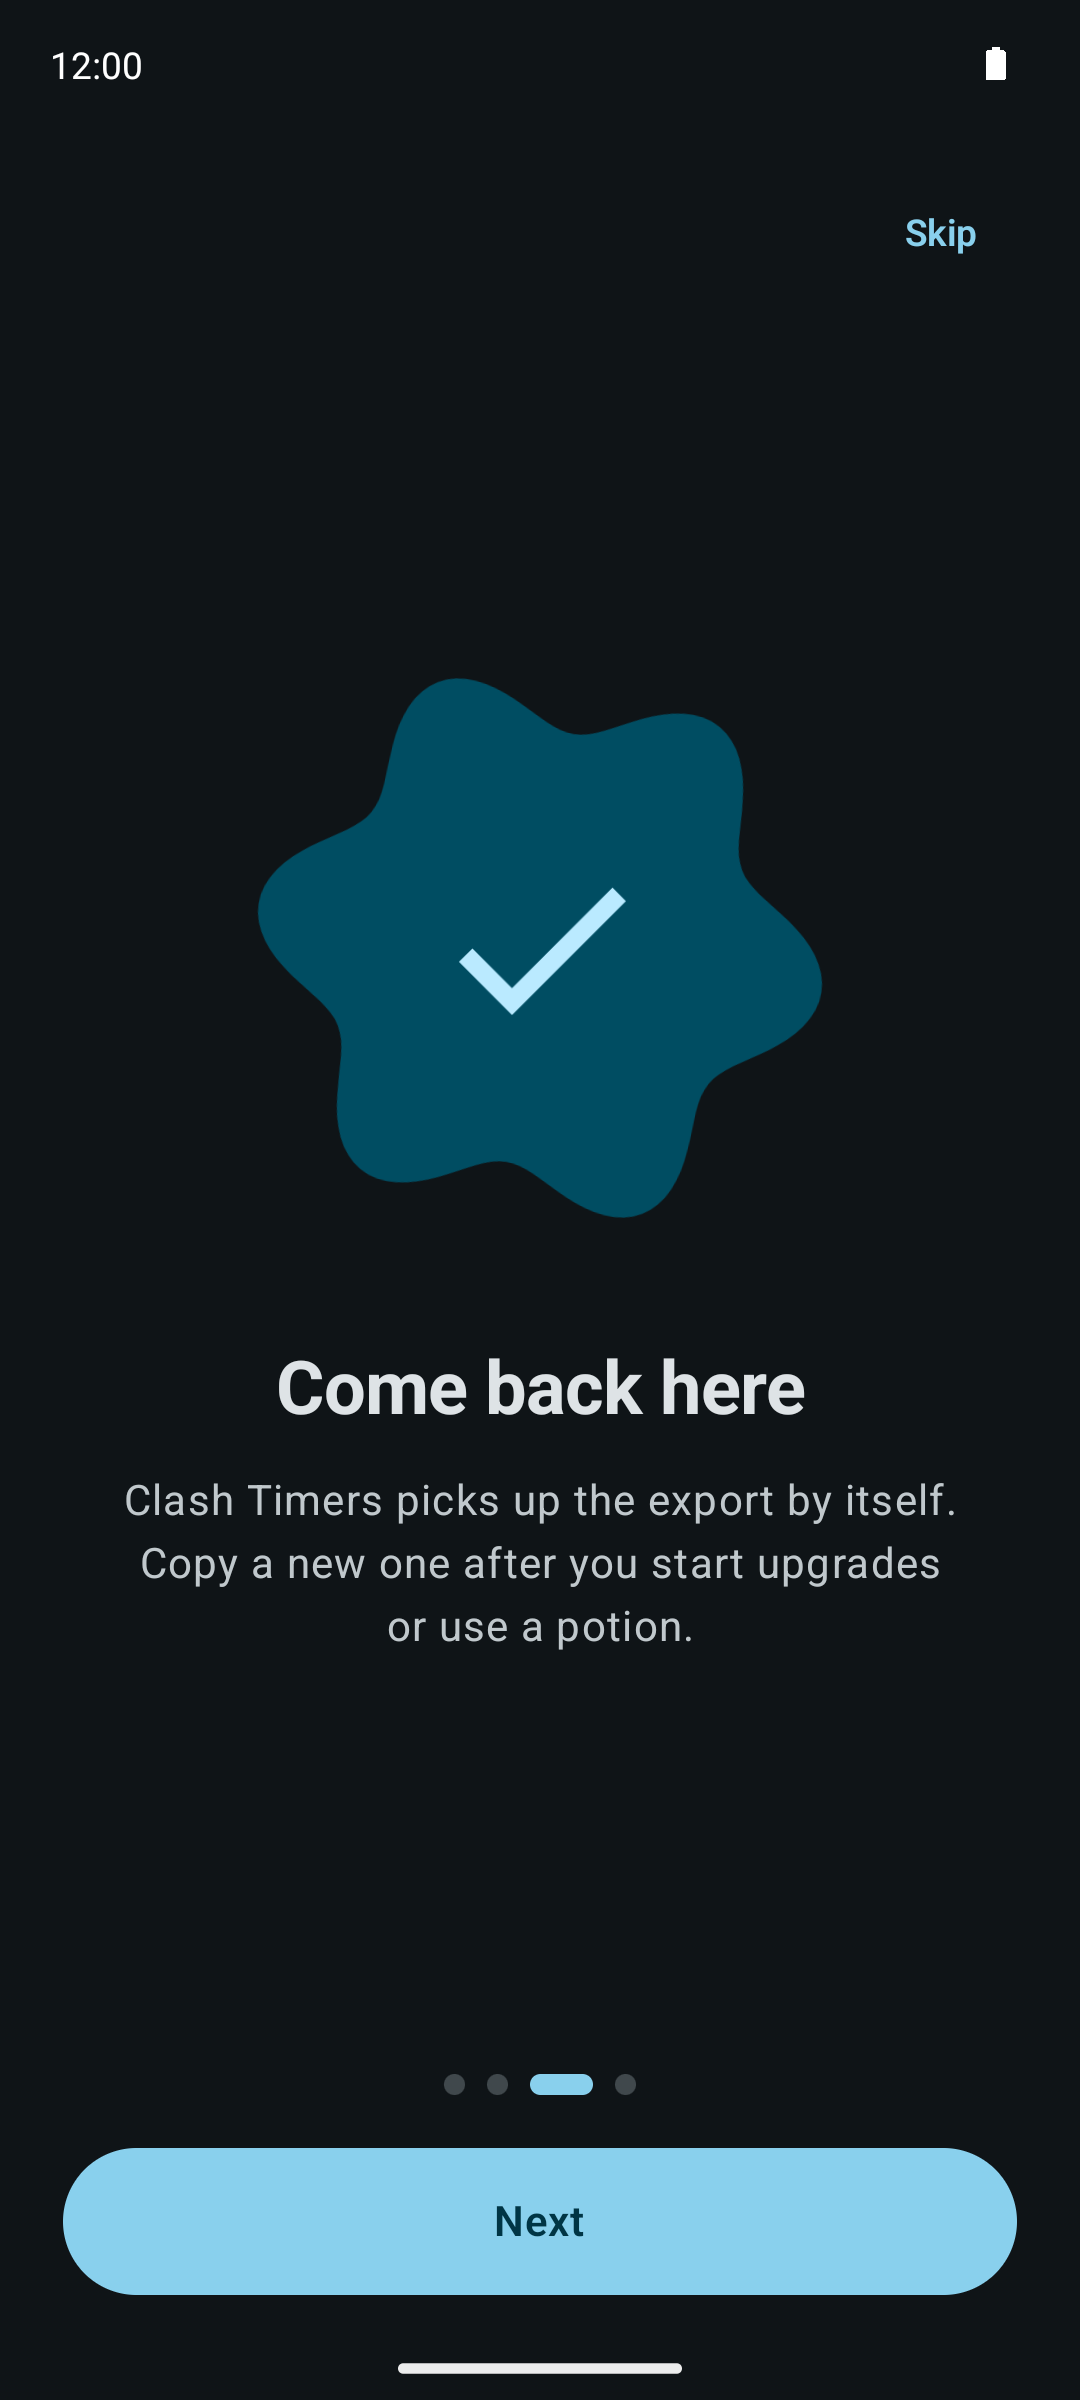 12:00
Skip
Come back here
Clash Timers picks up the export by itself.
Copy a new one after you start upgrades
or use a potion.
Next